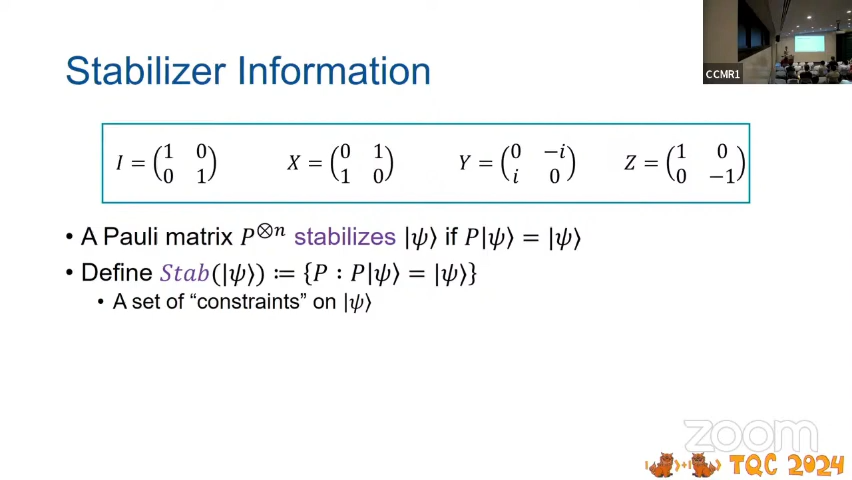 Stabilizer Information
CCMR1
I = (1 0 0 1) X = (0 1 1 0) Y = (0 −i i 0) Z = (1 0 0 −1)
• A Pauli matrix P^⊗n stabilizes |ψ⟩ if P|ψ⟩ = |ψ⟩
• Define Stab(|ψ⟩) ≔ {P : P|ψ⟩ = |ψ⟩}
• A set of “constraints” on |ψ⟩
zoom
TQC 2024